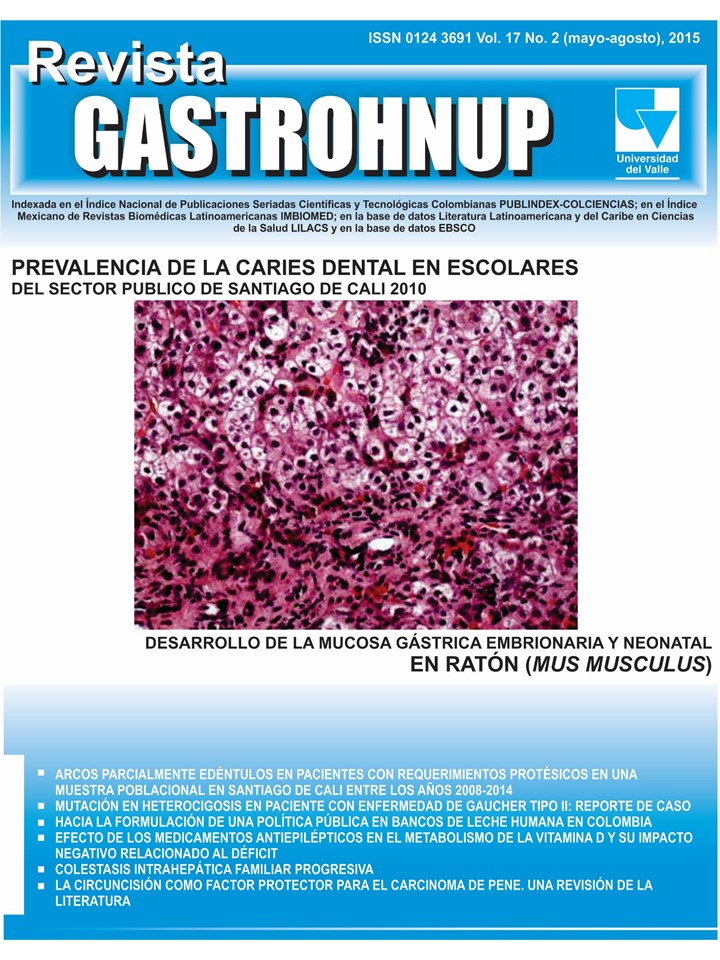 ISSN 0124 3691 Vol. 17 No. 2 (mayo-agosto), 2015
Revista
GASTROHNUP
Universidad
del Valle
Indexada en el Índice Nacional de Publicaciones Seriadas Científicas y Tecnológicas Colombianas PUBLINDEX-COLCIENCIAS; en el Índice
Mexicano de Revistas Biomédicas Latinoamericanas IMBIOMED; en la base de datos Literatura Latinoamericana y del Caribe en Ciencias
de la Salud LILACS y en la base de datos EBSCO
PREVALENCIA DE LA CARIES DENTAL EN ESCOLARES
DEL SECTOR PUBLICO DE SANTIAGO DE CALI 2010
DESARROLLO DE LA MUCOSA GÁSTRICA EMBRIONARIA Y NEONATAL
EN RATÓN (MUS MUSCULUS)
ARCOS PARCIALMENTE EDÉNTULOS EN PACIENTES CON REQUERIMIENTOS PROTÈSICOS EN UNA
MUESTRA POBLACIONAL EN SANTIAGO DE CALI ENTRE LOS AÑOS 2008-2014
MUTACIÓN EN HETEROCIGOSIS EN PACIENTE CON ENFERMEDAD DE GAUCHER TIPO II: REPORTE DE CASO
HACIA LA FORMULACIÓN DE UNA POLÍTICA PÚBLICA EN BANCOS DE LECHE HUMANA EN COLOMBIA
EFECTO DE LOS MEDICAMENTOS ANTIEPILÉPTICOS EN EL METABOLISMO DE LA VITAMINA D Y SU IMPACTO
NEGATIVO RELACIONADO AL DÉFICIT
COLESTASIS INTRAHEPÁTICA FAMILIAR PROGRESIVA
LA CIRCUNCISIÓN COMO FACTOR PROTECTOR PARA EL CARCINOMA DE PENE. UNA REVISIÓN DE LA
LITERATURA